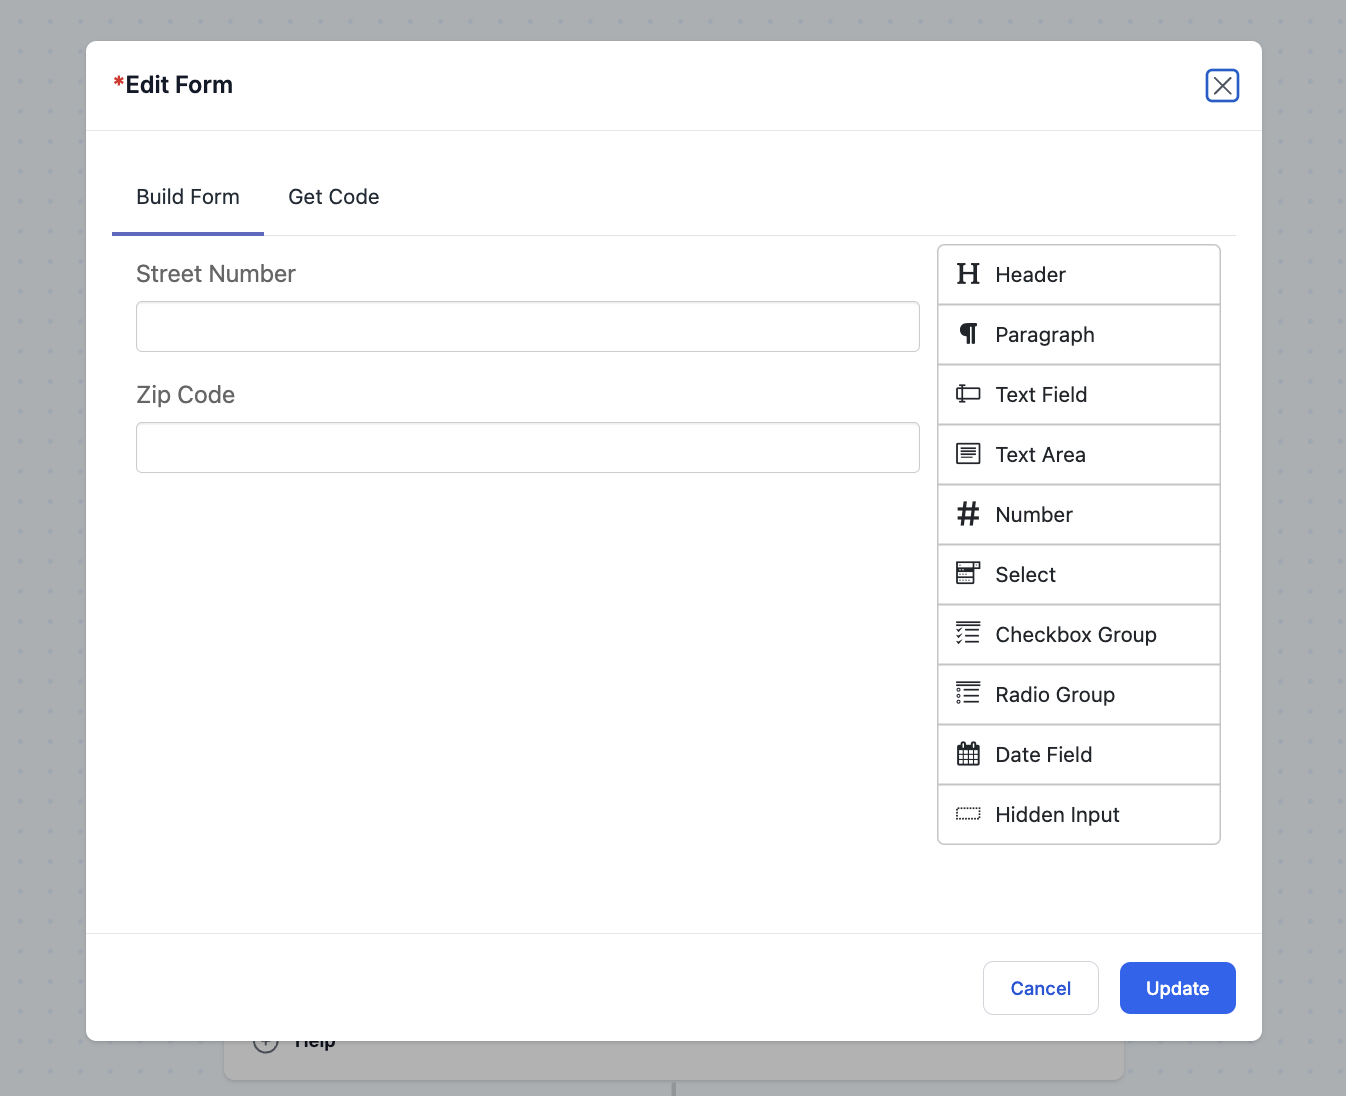 *Edit Form
Build Form
Get Code
Street Number
Zip Code
Header
Paragraph
Text Field
Text Area
Number
Select
Checkbox Group
Radio Group
Date Field
Hidden Input
Cancel
Update
Help